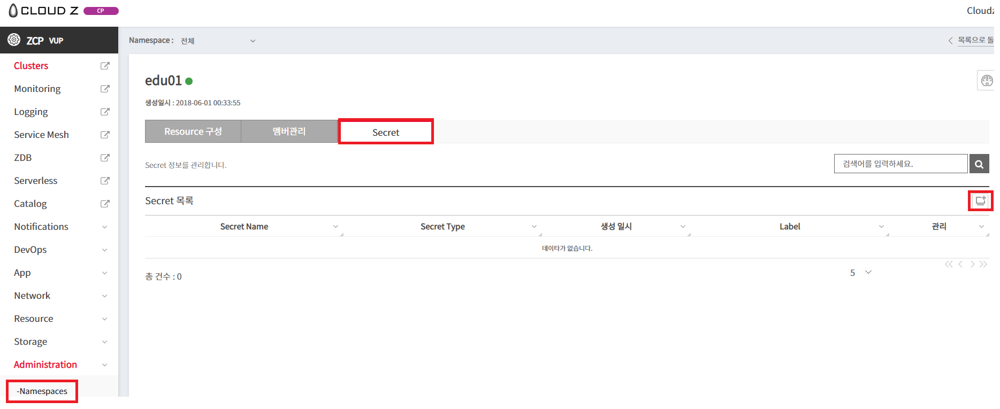 CLOUD Z CP
Cloudz
ZCP VUP
Namespace : 전체
목록으로 돌
Clusters
Monitoring
Logging
Service Mesh
ZDB
Serverless
Catalog
Notifications
DevOps
App
Network
Resource
Storage
Administration
-Namespaces
edu01
생성일시 : 2018-06-01 00:33:55
Resource 구성 멤버관리 Secret
Secret 정보를 관리합니다.
검색어를 입력하세요.
Secret 목록
Secret Name Secret Type 생성 일시 Label 관리
데이타가 없습니다.
총 건수 : 0
5